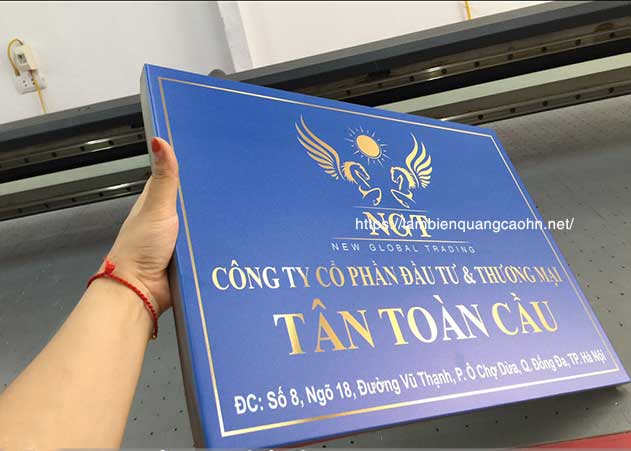 NGT
https://lambienquangcaohn.net/
NEW GLOBAL TRADING
CÔNG TY CỔ PHẦN ĐẦU TƯ & THƯƠNG MẠI
TÂN TOÀN CẦU
ĐC: Số 8, Ngõ 18, Đường Vũ Thạnh, P. Ô Chợ Dừa, Q. Đống Đa, TP. Hà Nội